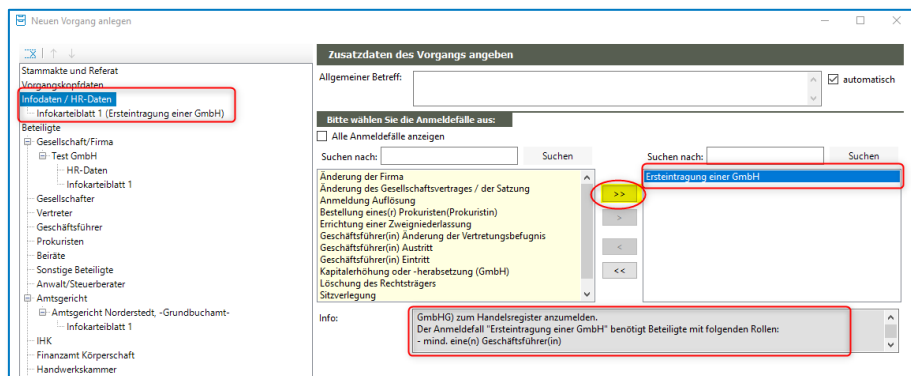 Neuen Vorgang anlegen
Stammakte und Referat
Vorgangskopfdaten
Infodaten / HR-Daten
Infokarteiblatt 1 (Ersteintragung einer GmbH)
Beteiligte
Gesellschaft/Firma
Test GmbH
HR-Daten
Infokarteiblatt 1
Gesellschafter
Vertreter
Geschäftsführer
Prokuristen
Beiräte
Sonstige Beteiligte
Anwalt/Steuerberater
Amtsgericht
Amtsgericht Norderstedt, -Grundbuchamt-
Infokarteiblatt 1
IHK
Finanzamt Körperschaft
Handwerkskammer
Zusatzdaten des Vorgangs angeben
Allgemeiner Betreff:
automatisch
Bitte wählen Sie die Anmeldefälle aus:
Alle Anmeldefälle anzeigen
Suchen nach: Suchen
Änderung der Firma
Änderung des Gesellschaftsvertrages / der Satzung
Anmeldung Auflösung
Bestellung eines(r) Prokuristen(Prokuristin)
Errichtung einer Zweigniederlassung
Geschäftsführer(in) Änderung der Vertretungsbefugnis
Geschäftsführer(in) Austritt
Geschäftsführer(in) Eintritt
Kapitalerhöhung oder -herabsetzung (GmbH)
Löschung des Rechtsträgers
Sitzverlegung
>>
>
<
<<
Suchen nach: Suchen
Ersteintragung einer GmbH
Info:
GmbHG) zum Handelsregister anzumelden.
Der Anmeldefall "Ersteintragung einer GmbH" benötigt Beteiligte mit folgenden Rollen:
- mind. eine(n) Geschäftsführer(in)